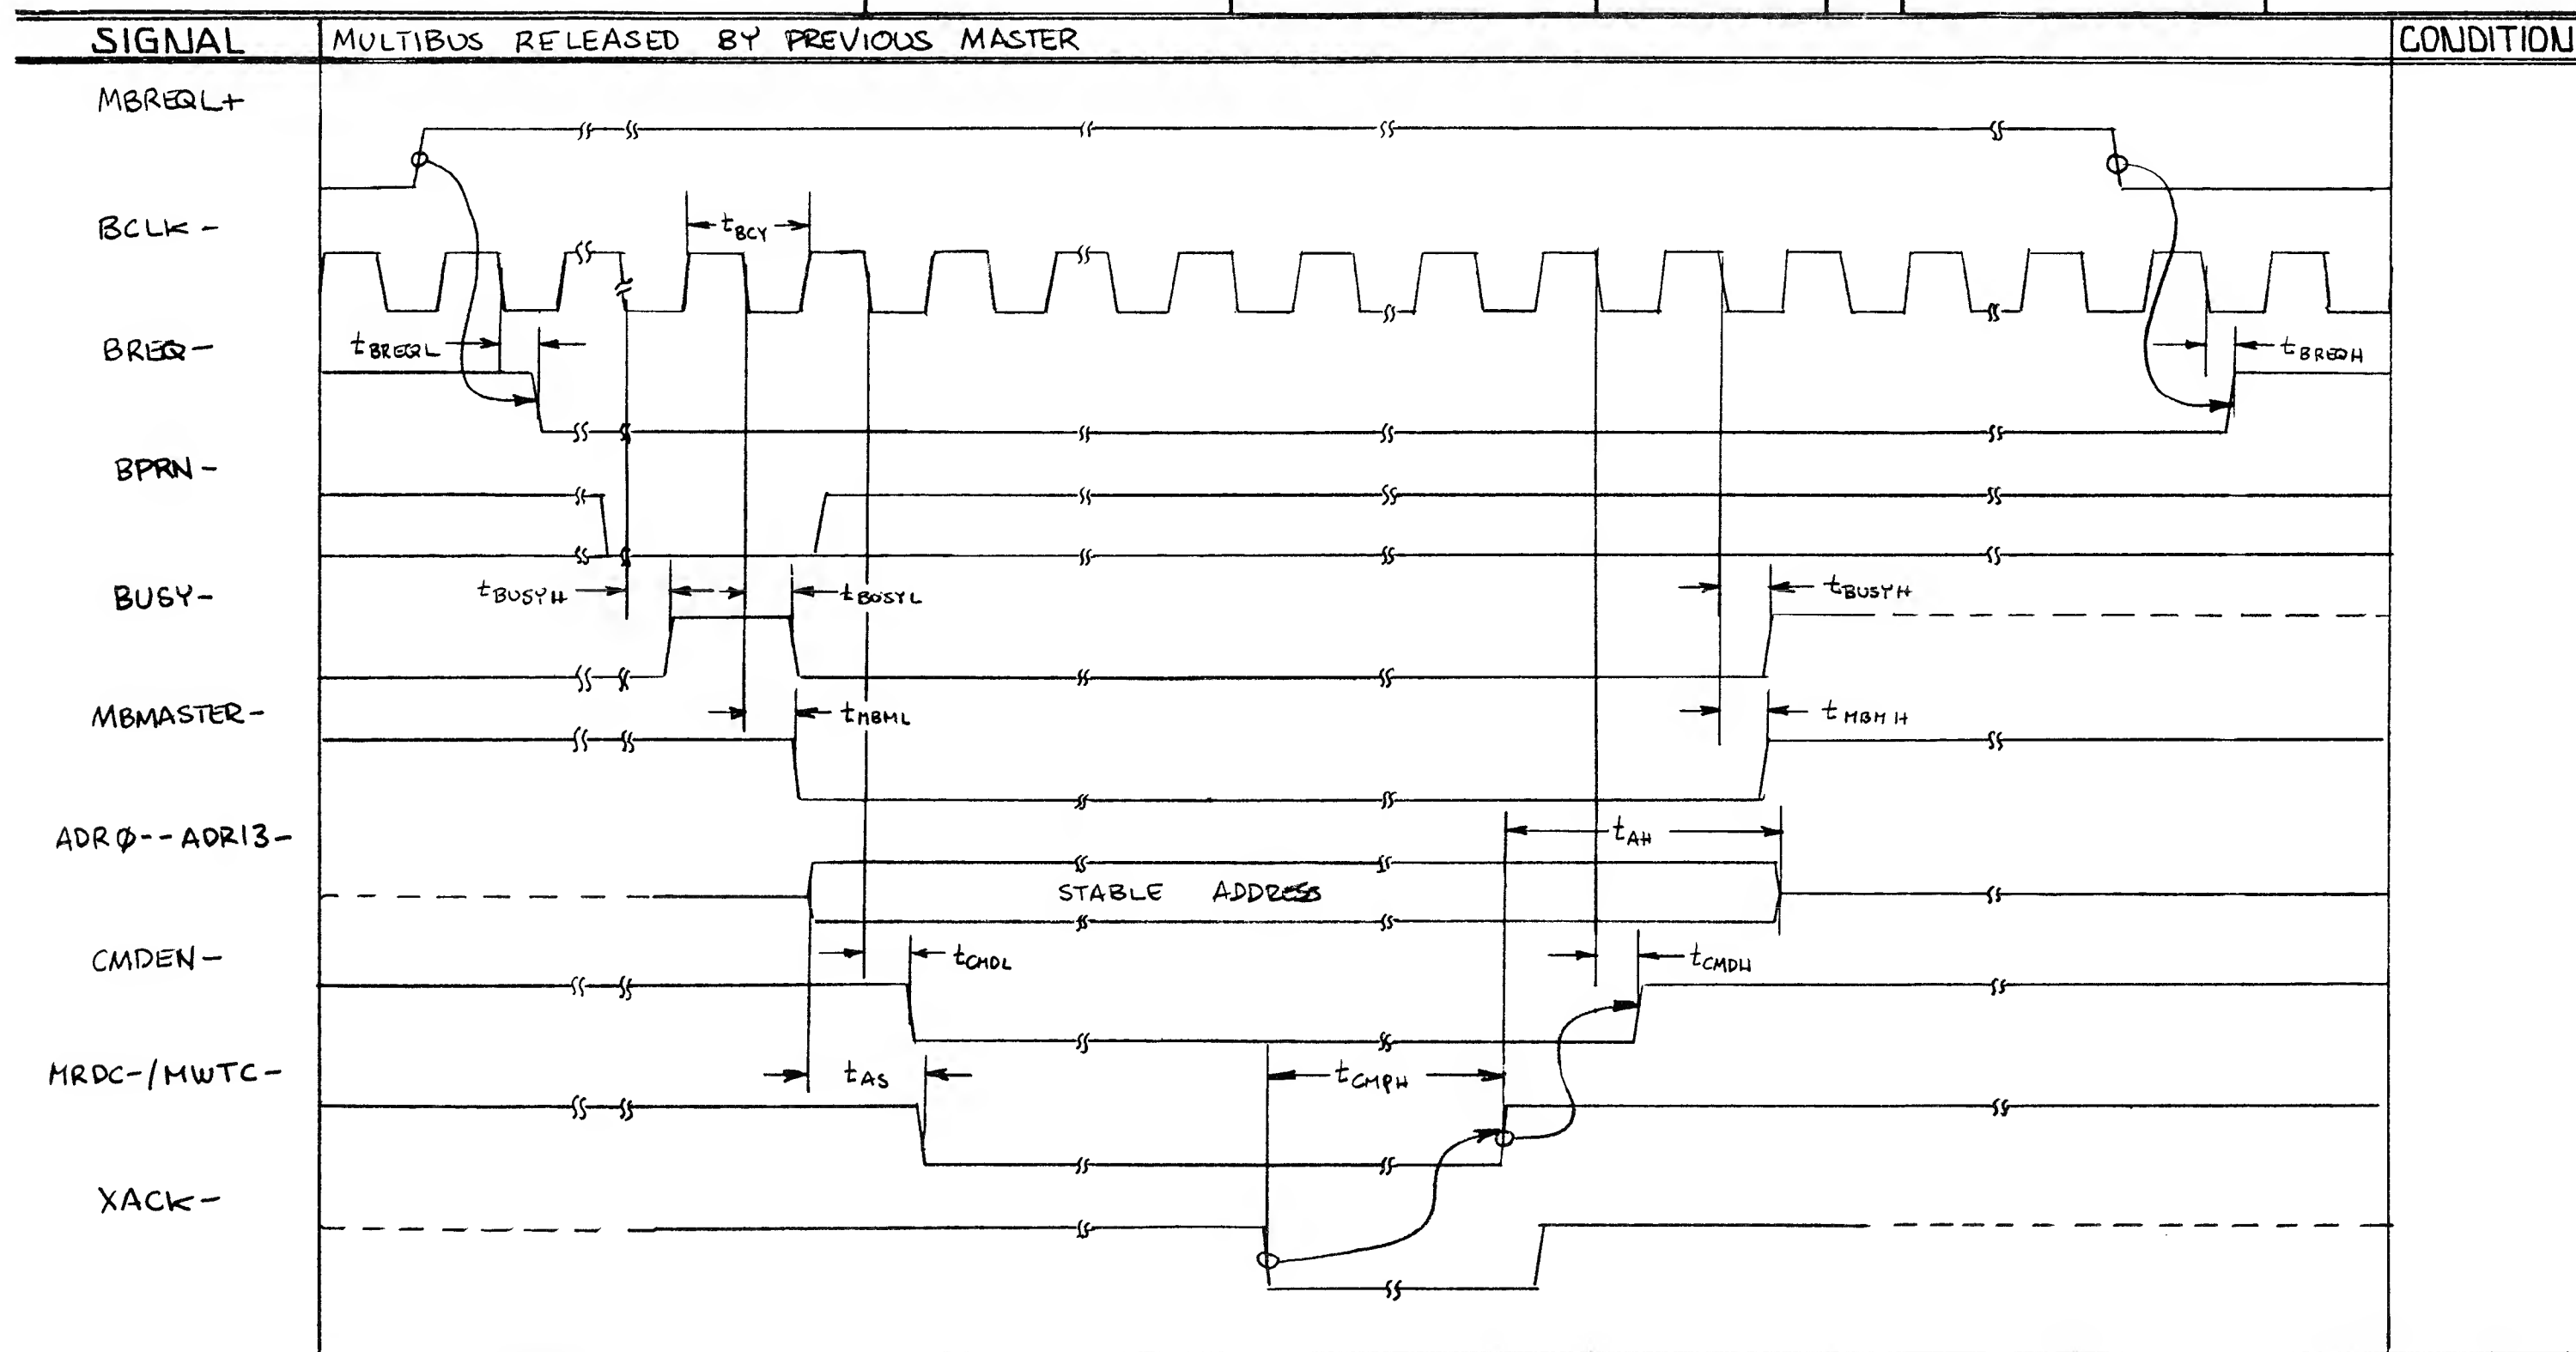 SIGNAL MULTIBUS RELEASED BY PREVIOUS MASTER CONDITION
MBREQL+
BCLK-
tBCY
BREQ-
tBREQL
tBREQH
BPRN-
BUSY-
tBUSYH
tBUSYL
tBUSYH
MBMASTER-
tMBML
tMBMH
ADRØ--ADR13-
tAH
STABLE ADDRESS
CMDEN-
tCMDL
tCMDH
MRDC-/MWTC-
tAS
tCMPH
XACK-